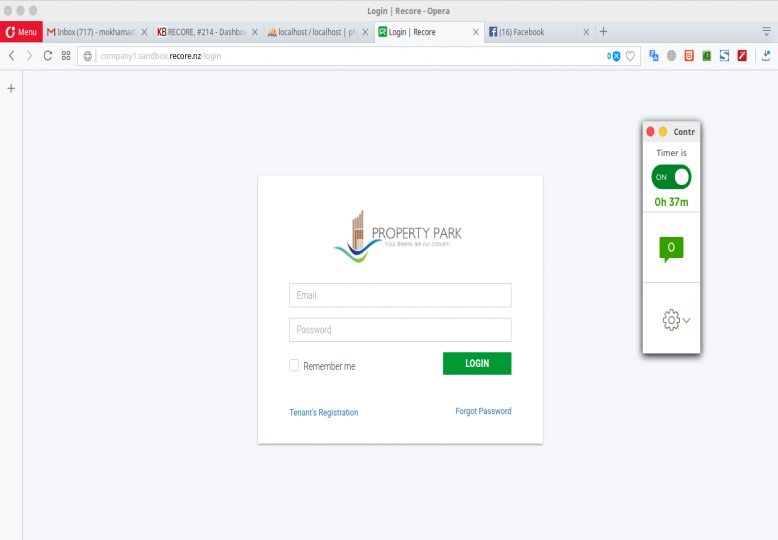 Login | Recore - Opera
Menu
Inbox (717) - mokhamad
RECORE, #214 - Dashbo
localhost / localhost | ph
Login | Recore
(16) Facebook
company1.sandbox.recore.nz/login
0
Contr
Timer is
ON
0h 37m
0
PROPERTY PARK
Your dreams are our concern
Email
Password
Remember me
LOGIN
Tenant's Registration
Forgot Password